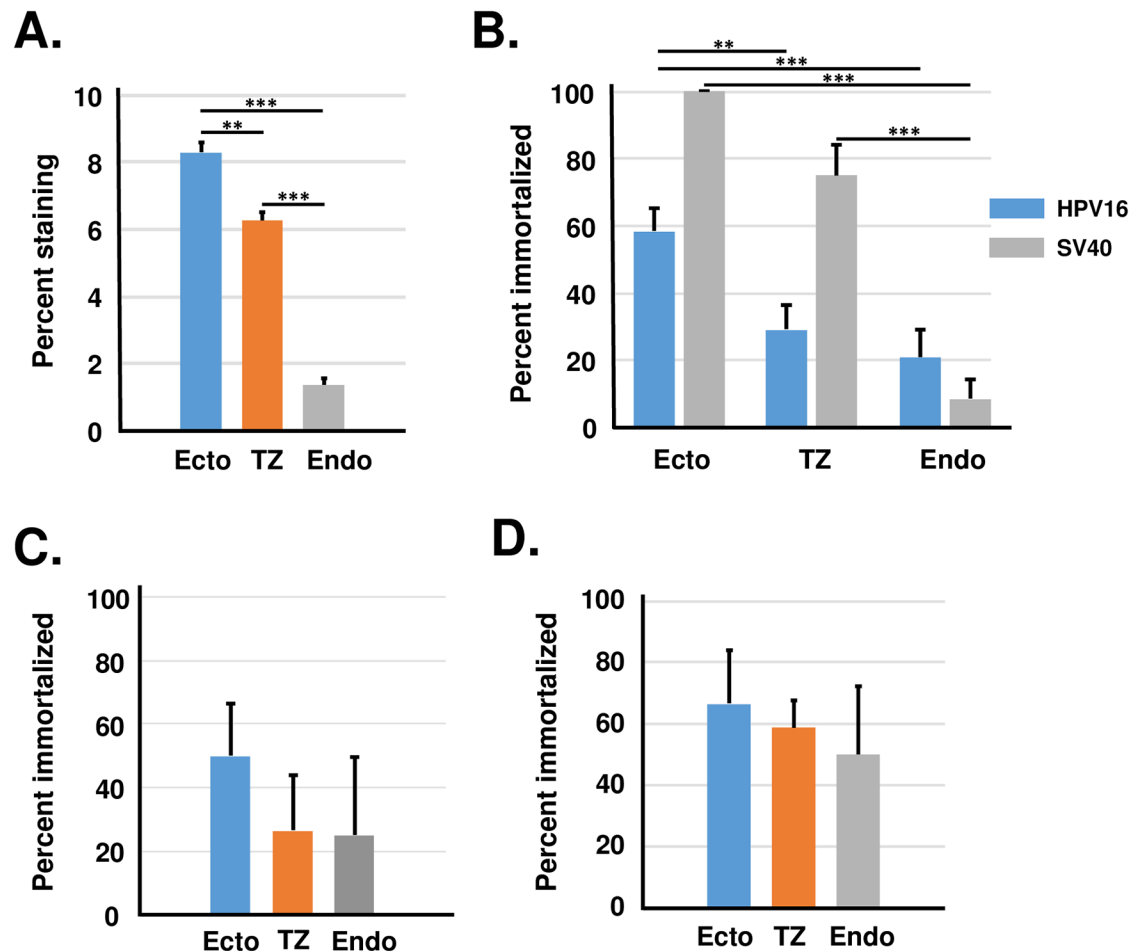 A.
Percent staining
10
8
6
4
2
0
***
**
***
Ecto TZ Endo
B.
Percent immortalized
100
80
60
40
20
0
**
***
***
***
Ecto TZ Endo
HPV16
SV40
C.
Percent immortalized
100
80
60
40
20
0
Ecto TZ Endo
D.
Percent immortalized
100
80
60
40
20
0
Ecto TZ Endo